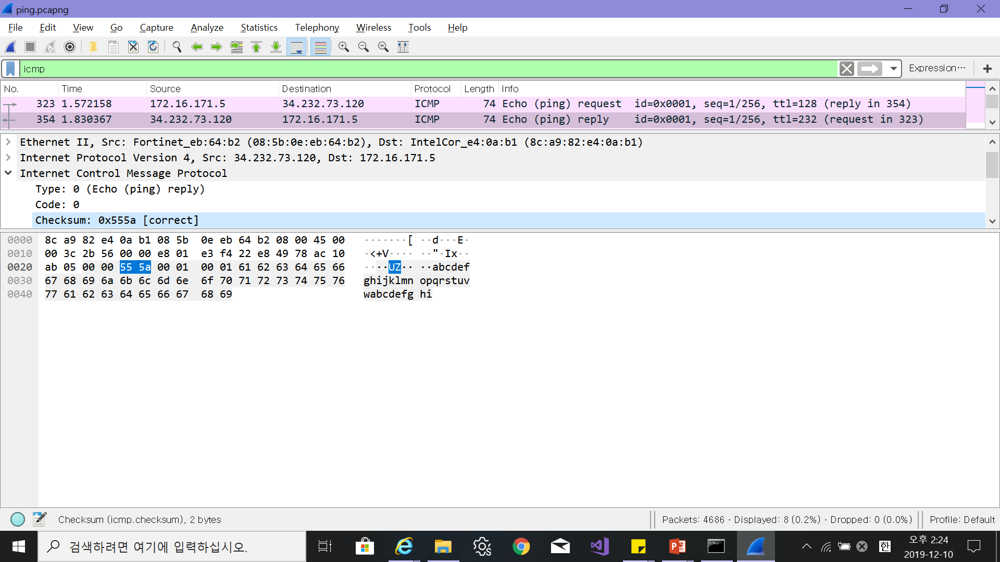 ping.pcapng
File Edit View Go Capture Analyze Statistics Telephony Wireless Tools Help
icmp
Expression…
No. Time Source Destination Protocol Length Info
323 1.572158 172.16.171.5 34.232.73.120 ICMP 74 Echo (ping) request id=0x0001, seq=1/256, ttl=128 (reply in 354)
354 1.830367 34.232.73.120 172.16.171.5 ICMP 74 Echo (ping) reply id=0x0001, seq=1/256, ttl=232 (request in 323)
Ethernet II, Src: Fortinet_eb:64:b2 (08:5b:0e:eb:64:b2), Dst: IntelCor_e4:0a:b1 (8c:a9:82:e4:0a:b1)
Internet Protocol Version 4, Src: 34.232.73.120, Dst: 172.16.171.5
Internet Control Message Protocol
Type: 0 (Echo (ping) reply)
Code: 0
Checksum: 0x555a [correct]
0000 8c a9 82 e4 0a b1 08 5b 0e eb 64 b2 08 00 45 00 ·······[ ··d···E·
0010 00 3c 2b 56 00 00 e8 01 e3 f4 22 e8 49 78 ac 10 ·<+V···· ··"·Ix··
0020 ab 05 00 00 55 5a 00 01 00 01 61 62 63 64 65 66 ····UZ·· ··abcdef
0030 67 68 69 6a 6b 6c 6d 6e 6f 70 71 72 73 74 75 76 ghijklmn opqrstuv
0040 77 61 62 63 64 65 66 67 68 69 wabcdefg hi
Checksum (icmp.checksum), 2 bytes
Packets: 4686 · Displayed: 8 (0.2%) · Dropped: 0 (0.0%)
Profile: Default
검색하려면 여기에 입력하십시오.
한
오후 2:24
2019-12-10